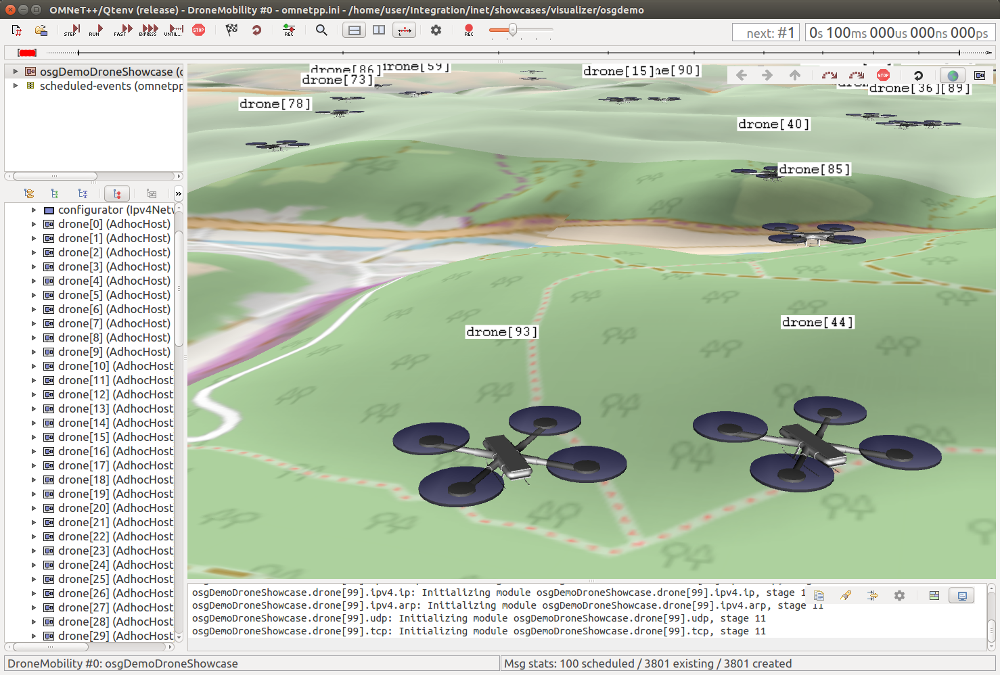 OMNeT++/Qtenv (release) - DroneMobility #0 - omnetpp.ini - /home/user/Integration/inet/showcases/visualizer/osgdemo
STEP RUN FAST EXPRESS UNTIL... STOP REC REC
next: #1 0s 100ms 000us 000ns 000ps
osgDemoDroneShowcase (
scheduled-events (omnetpp
configurator (Ipv4Netw
drone[0] (AdhocHost)
drone[1] (AdhocHost)
drone[2] (AdhocHost)
drone[3] (AdhocHost)
drone[4] (AdhocHost)
drone[5] (AdhocHost)
drone[6] (AdhocHost)
drone[7] (AdhocHost)
drone[8] (AdhocHost)
drone[9] (AdhocHost)
drone[10] (AdhocHost
drone[11] (AdhocHost
drone[12] (AdhocHost
drone[13] (AdhocHost
drone[14] (AdhocHost
drone[15] (AdhocHost
drone[16] (AdhocHost
drone[17] (AdhocHost
drone[18] (AdhocHost
drone[19] (AdhocHost
drone[20] (AdhocHost
drone[21] (AdhocHost
drone[22] (AdhocHost
drone[23] (AdhocHost
drone[24] (AdhocHost
drone[25] (AdhocHost
drone[26] (AdhocHost
drone[27] (AdhocHost
drone[28] (AdhocHost
drone[29] (AdhocHost
drone[86] rone[59]
drone[73]
drone[15] ne[90]
STOP
drone[36] [89]
drone[78]
drone[40]
drone[85]
drone[93]
drone[44]
osgDemoDroneShowcase.drone[99].ipv4.ip: Initializing module osgDemoDroneShowcase.drone[99].ipv4.ip, stage 1
osgDemoDroneShowcase.drone[99].ipv4.arp: Initializing module osgDemoDroneShowcase.drone[99].ipv4.arp, stage 11
osgDemoDroneShowcase.drone[99].udp: Initializing module osgDemoDroneShowcase.drone[99].udp, stage 11
osgDemoDroneShowcase.drone[99].tcp: Initializing module osgDemoDroneShowcase.drone[99].tcp, stage 11
DroneMobility #0: osgDemoDroneShowcase
Msg stats: 100 scheduled / 3801 existing / 3801 created